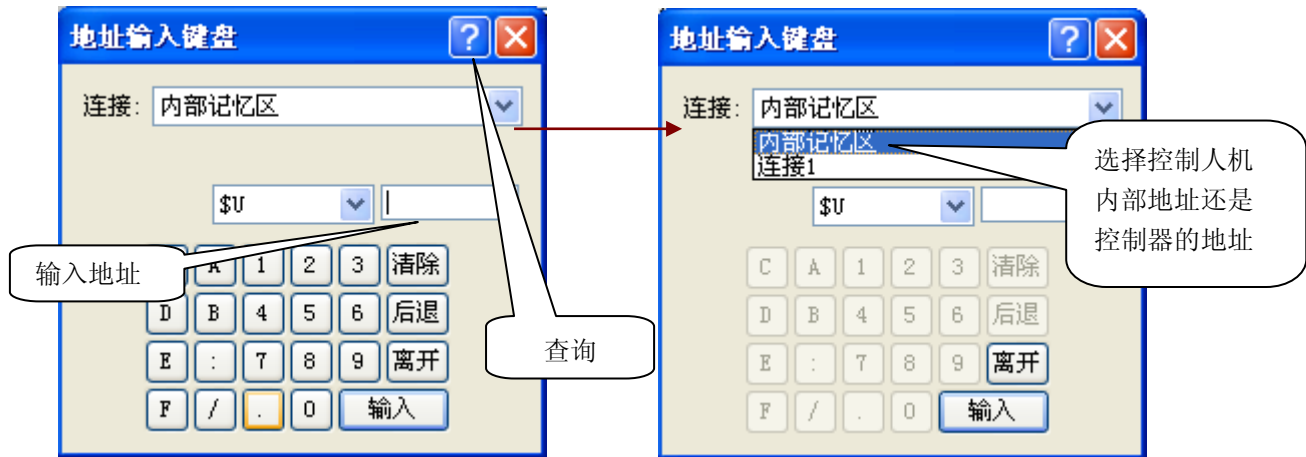 地址输入键盘
?
连接:
内部记忆区
$U
输入地址
A
1
2
3
清除
D
B
4
5
6
后退
E
:
7
8
9
离开
F
/
.
0
输入
查询
地址输入键盘
?
连接:
内部记忆区
内部记忆区
连接1
$U
C
A
1
2
3
清除
D
B
4
5
6
后退
E
:
7
8
9
离开
F
/
.
0
输入
选择控制人机
内部地址还是
控制器的地址